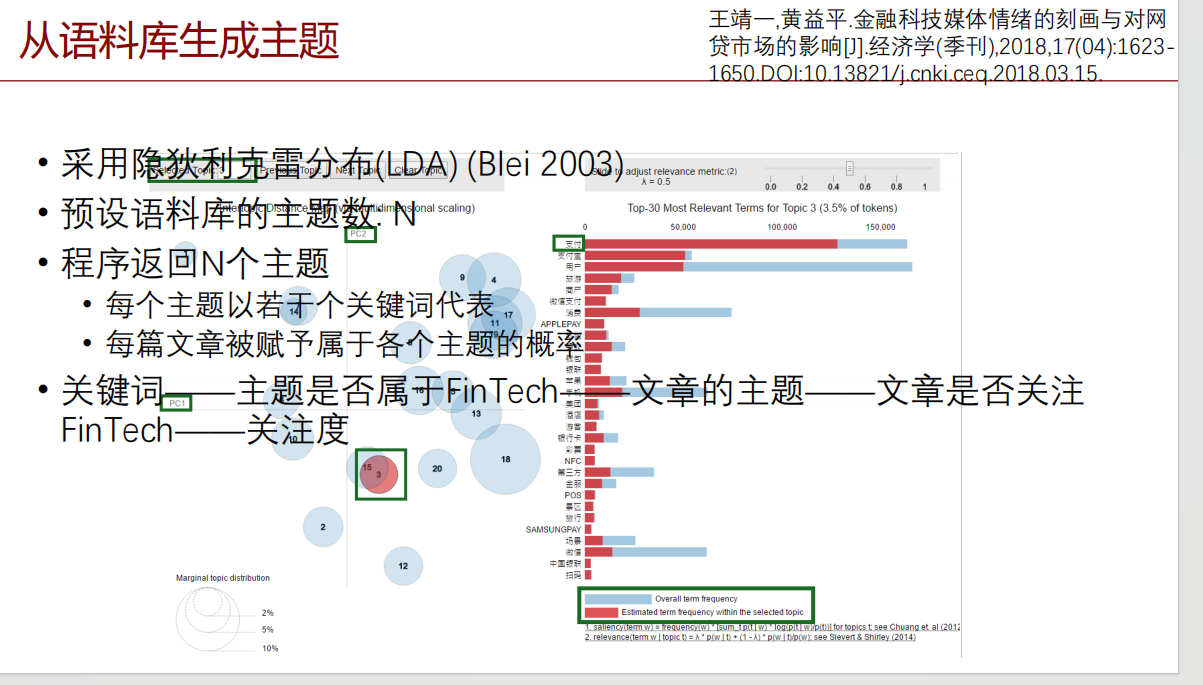 从语料库生成主题
王靖一,黄益平.金融科技媒体情绪的刻画与对网
贷市场的影响[J].经济学(季刊),2018,17(04):1623-
1650.DOI:10.13821/j.cnki.ceq.2018.03.15.
• 采用隐狄利克雷分布(LDA) (Blei 2003)
• 预设语料库的主题数: N
• 程序返回N个主题
• 每个主题以若干个关键词代表
• 每篇文章被赋予属于各个主题的概率
• 关键词——主题是否属于FinTech——文章的主题——文章是否关注
FinTech——关注度
Selected Topic: 3
Previous Topic
Next Topic
Clear Topic
Intertopic Distance Map (via multidimensional scaling)
PC2
PC1
9
4
17
11
14
13
15
3
20
18
2
12
Marginal topic distribution
2%
5%
10%
Slide to adjust relevance metric:(2)
λ = 0.5
0.0 0.2 0.4 0.6 0.8 1
Top-30 Most Relevant Terms for Topic 3 (3.5% of tokens)
0 50,000 100,000 150,000
支付
支付宝
用户
旅游
商户
微信支付
消费
APPLEPAY
钱包
银联
苹果
手机
美团
酒店
游客
银行卡
彩票
NFC
第三方
金服
POS
景区
旅行
SAMSUNGPAY
场景
微信
中国银联
扫码
Overall term frequency
Estimated term frequency within the selected topic
1. saliency(term w) = frequency(w) * [sum_t p(t | w) * log(p(t | w)/p(t))] for topics t; see Chuang et. al (2012
2. relevance(term w | topic t) = λ * p(w | t) + (1 - λ) * p(w | t)/p(w); see Sievert & Shirley (2014)